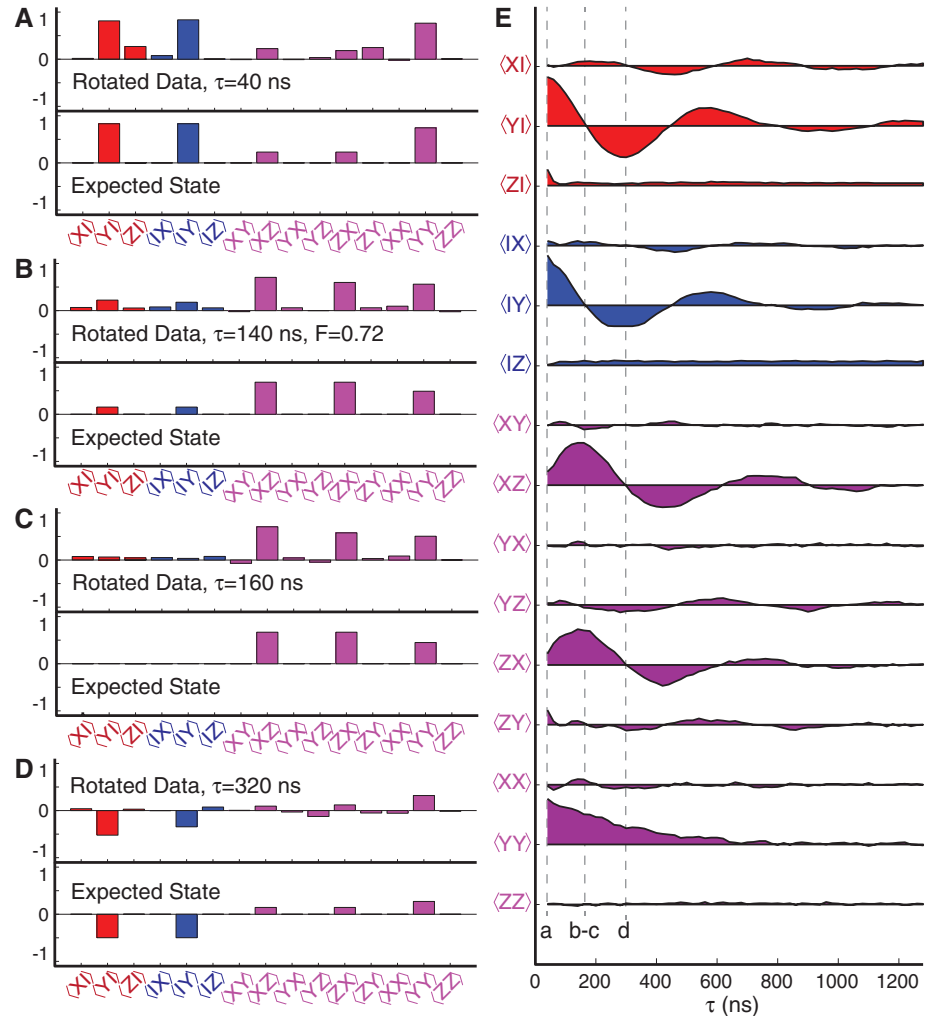 A
1
0
-1
Rotated Data, τ=40 ns
1
0
-1
Expected State
⟨XI⟩ ⟨YI⟩ ⟨ZI⟩ ⟨IX⟩ ⟨IY⟩ ⟨IZ⟩ ⟨XY⟩ ⟨XZ⟩ ⟨YX⟩ ⟨YZ⟩ ⟨ZX⟩ ⟨ZY⟩ ⟨XX⟩ ⟨YY⟩ ⟨ZZ⟩
B
1
0
-1
Rotated Data, τ=140 ns, F=0.72
1
0
-1
Expected State
⟨XI⟩ ⟨YI⟩ ⟨ZI⟩ ⟨IX⟩ ⟨IY⟩ ⟨IZ⟩ ⟨XY⟩ ⟨XZ⟩ ⟨YX⟩ ⟨YZ⟩ ⟨ZX⟩ ⟨ZY⟩ ⟨XX⟩ ⟨YY⟩ ⟨ZZ⟩
C
1
0
-1
Rotated Data, τ=160 ns
1
0
-1
Expected State
⟨XI⟩ ⟨YI⟩ ⟨ZI⟩ ⟨IX⟩ ⟨IY⟩ ⟨IZ⟩ ⟨XY⟩ ⟨XZ⟩ ⟨YX⟩ ⟨YZ⟩ ⟨ZX⟩ ⟨ZY⟩ ⟨XX⟩ ⟨YY⟩ ⟨ZZ⟩
D
1
0
-1
Rotated Data, τ=320 ns
1
0
-1
Expected State
⟨XI⟩ ⟨YI⟩ ⟨ZI⟩ ⟨IX⟩ ⟨IY⟩ ⟨IZ⟩ ⟨XY⟩ ⟨XZ⟩ ⟨YX⟩ ⟨YZ⟩ ⟨ZX⟩ ⟨ZY⟩ ⟨XX⟩ ⟨YY⟩ ⟨ZZ⟩
E
⟨XI⟩
⟨YI⟩
⟨ZI⟩
⟨IX⟩
⟨IY⟩
⟨IZ⟩
⟨XY⟩
⟨XZ⟩
⟨YX⟩
⟨YZ⟩
⟨ZX⟩
⟨ZY⟩
⟨XX⟩
⟨YY⟩
⟨ZZ⟩
a b-c d
0 200 400 600 800 1000 1200
τ (ns)